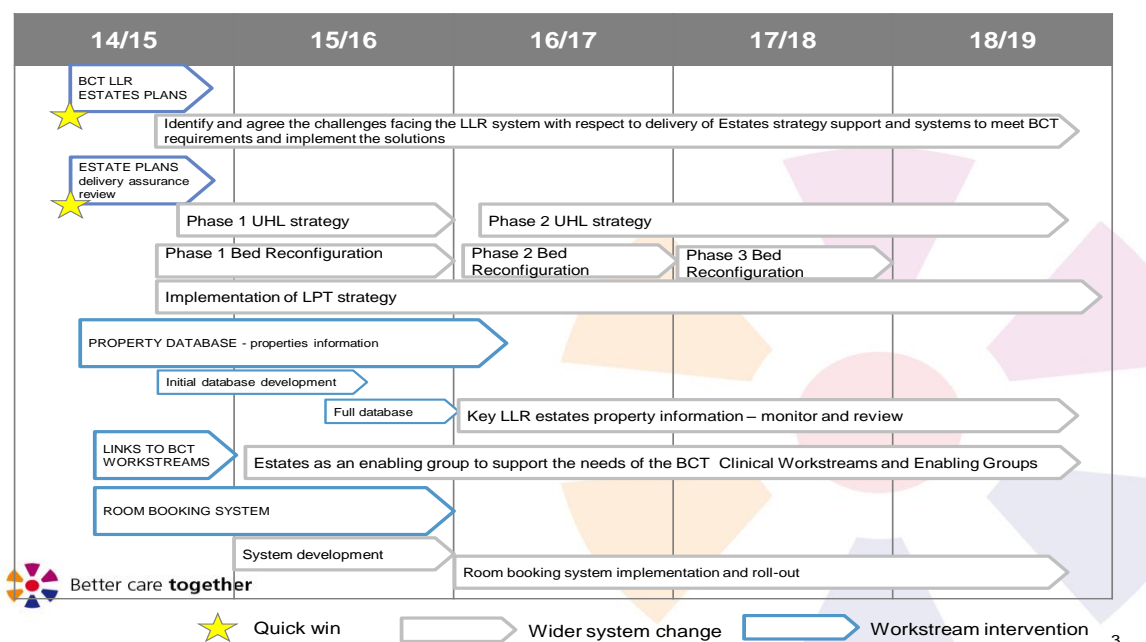 14/15 15/16 16/17 17/18 18/19
BCT LLR
ESTATES PLANS
Identify and agree the challenges facing the LLR system with respect to delivery of Estates strategy support and systems to meet BCT
requirements and implement the solutions
ESTATE PLANS
delivery assurance
review
Phase 1 UHL strategy
Phase 2 UHL strategy
Phase 1 Bed Reconfiguration
Phase 2 Bed
Reconfiguration
Phase 3 Bed
Reconfiguration
Implementation of LPT strategy
PROPERTY DATABASE - properties information
Initial database development
Full database
Key LLR estates property information – monitor and review
LINKS TO BCT
WORKSTREAMS
Estates as an enabling group to support the needs of the BCT Clinical Workstreams and Enabling Groups
ROOM BOOKING SYSTEM
System development
Room booking system implementation and roll-out
Better care together
Quick win
Wider system change
Workstream intervention
3